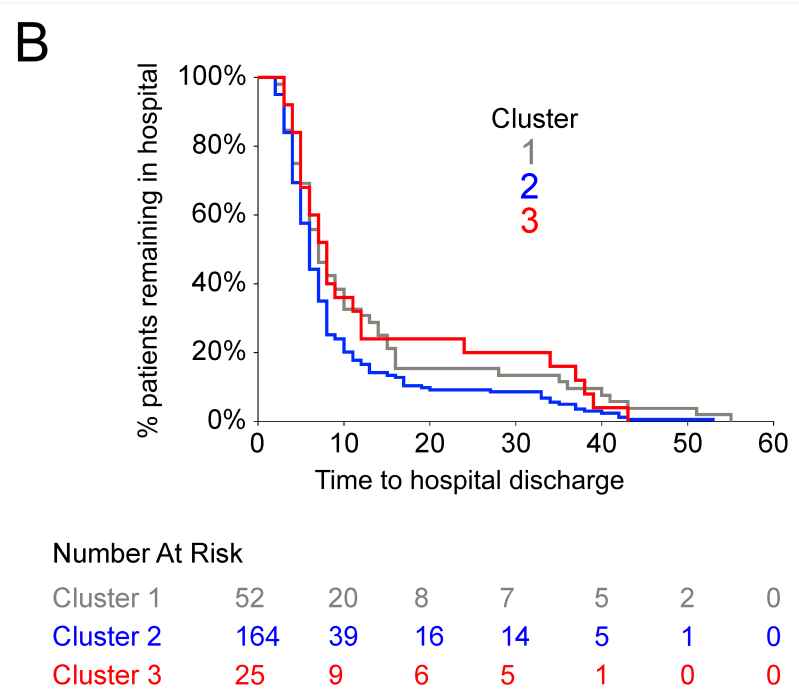 B
% patients remaining in hospital
100%
80%
60%
40%
20%
0%
Cluster
1
2
3
0 10 20 30 40 50 60
Time to hospital discharge
Number At Risk
Cluster 1 52 20 8 7 5 2 0
Cluster 2 164 39 16 14 5 1 0
Cluster 3 25 9 6 5 1 0 0